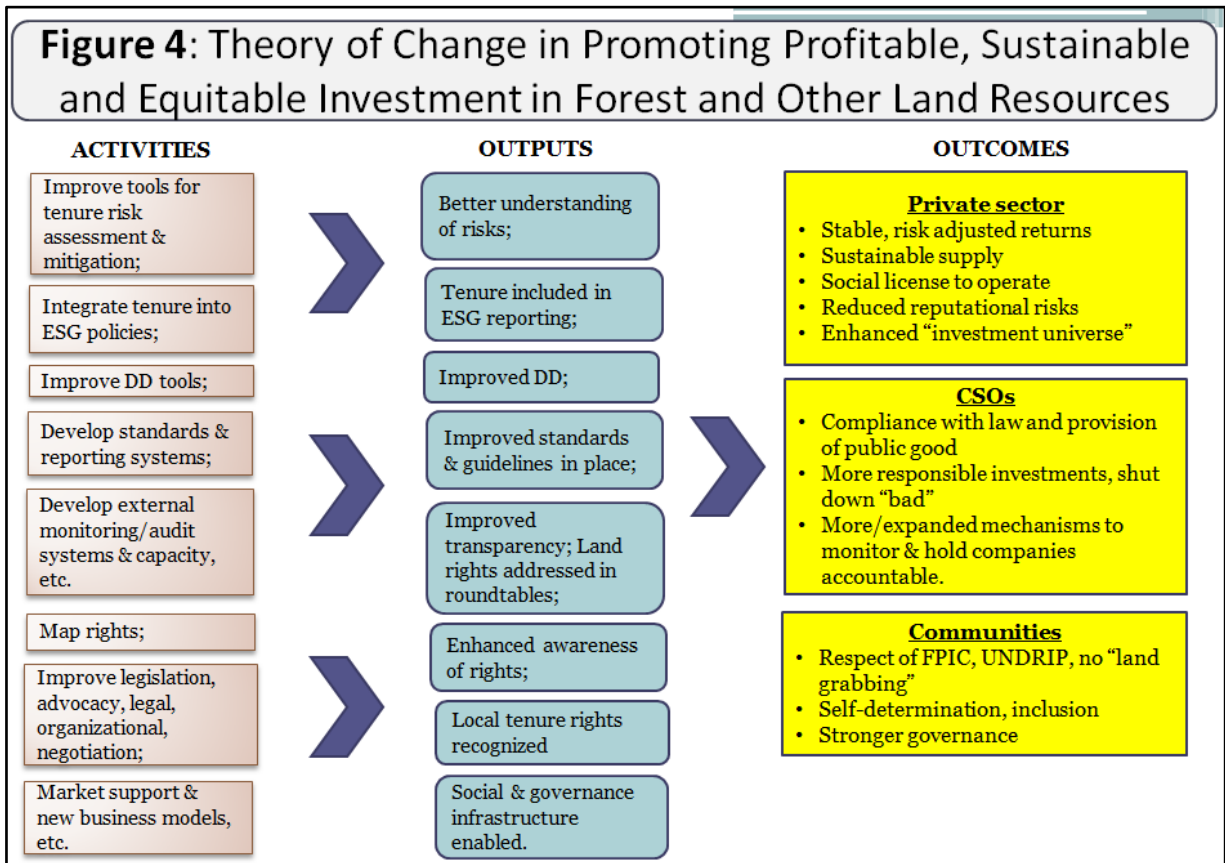 Figure 4: Theory of Change in Promoting Profitable, Sustainable
and Equitable Investment in Forest and Other Land Resources
ACTIVITIES
Improve tools for
tenure risk
assessment &
mitigation;
Integrate tenure into
ESG policies;
Improve DD tools;
Develop standards &
reporting systems;
Develop external
monitoring/audit
systems & capacity,
etc.
Map rights;
Improve legislation,
advocacy, legal,
organizational,
negotiation;
Market support &
new business models,
etc.
OUTPUTS
Better understanding
of risks;
Tenure included in
ESG reporting;
Improved DD;
Improved standards
& guidelines in place;
Improved
transparency; Land
rights addressed in
roundtables;
Enhanced awareness
of rights;
Local tenure rights
recognized
Social & governance
infrastructure
enabled.
OUTCOMES
Private sector
• Stable, risk adjusted returns
• Sustainable supply
• Social license to operate
• Reduced reputational risks
• Enhanced “investment universe”
CSOs
• Compliance with law and provision
of public good
• More responsible investments, shut
down “bad”
• More/expanded mechanisms to
monitor & hold companies
accountable.
Communities
• Respect of FPIC, UNDRIP, no “land
grabbing”
• Self-determination, inclusion
• Stronger governance